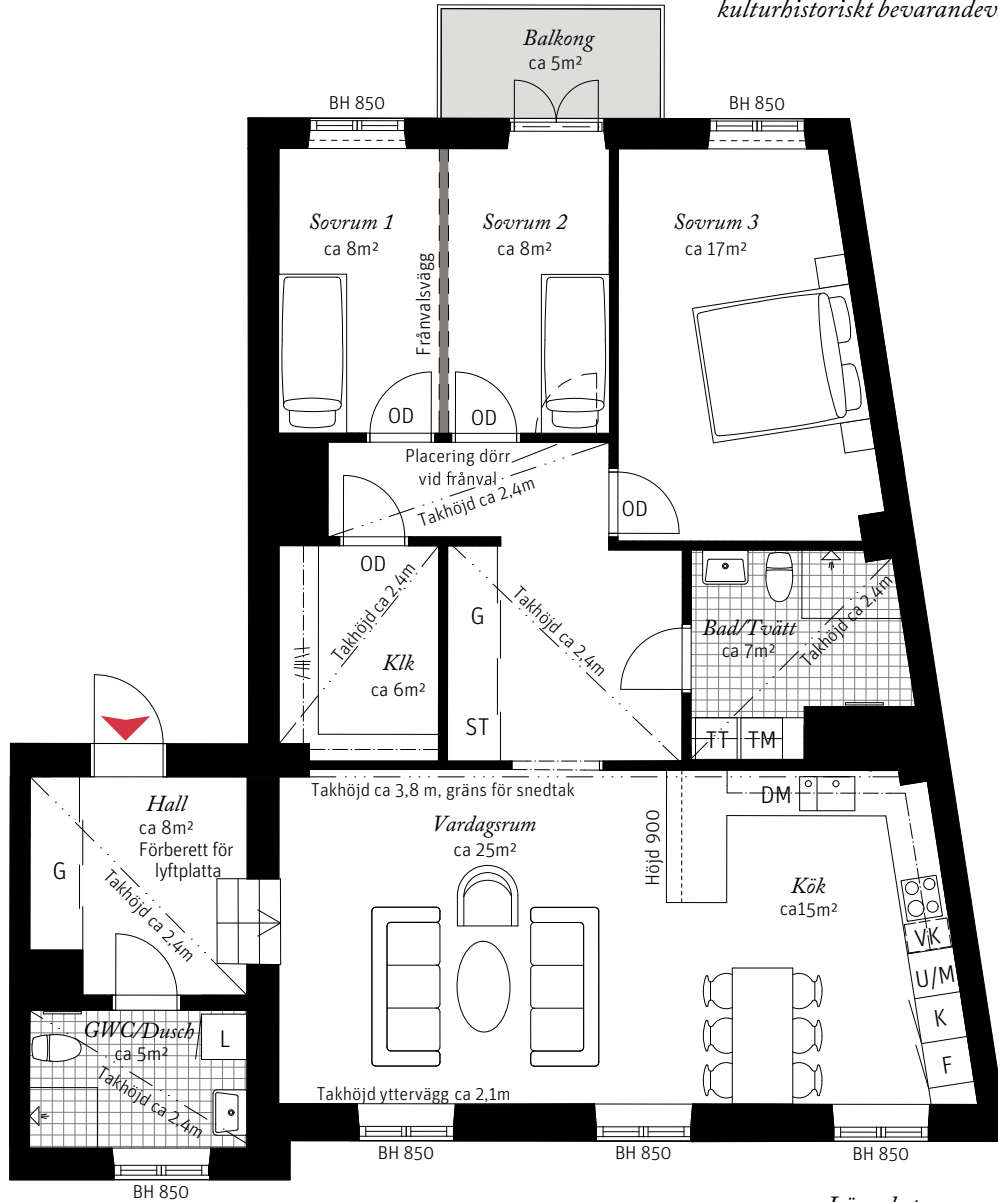 kulturhistoriskt bevarandev
Balkong
ca 5m²
BH 850
BH 850
Sovrum 1
ca 8m²
Sovrum 2
ca 8m²
Sovrum 3
ca 17m²
Frånvalsvägg
OD
OD
Placering dörr
vid frånval
Takhöjd ca 2,4m
OD
OD
Takhöjd ca 2,4m
Klk
ca 6m²
G
ST
Takhöjd ca 2,4m
Bad/Tvätt
ca 7m²
Takhöjd ca 2,4m
TT
TM
Hall
ca 8m²
Förberett för
lyftplatta
G
Takhöjd ca 2,4m
Takhöjd ca 3,8 m, gräns för snedtak
Vardagsrum
ca 25m²
Höjd 900
DM
Kök
ca15m²
VK
U/M
K
F
GWC/Dusch
ca 5m²
L
Takhöjd ca 2,4m
Takhöjd yttervägg ca 2,1m
BH 850
BH 850
BH 850
BH 850